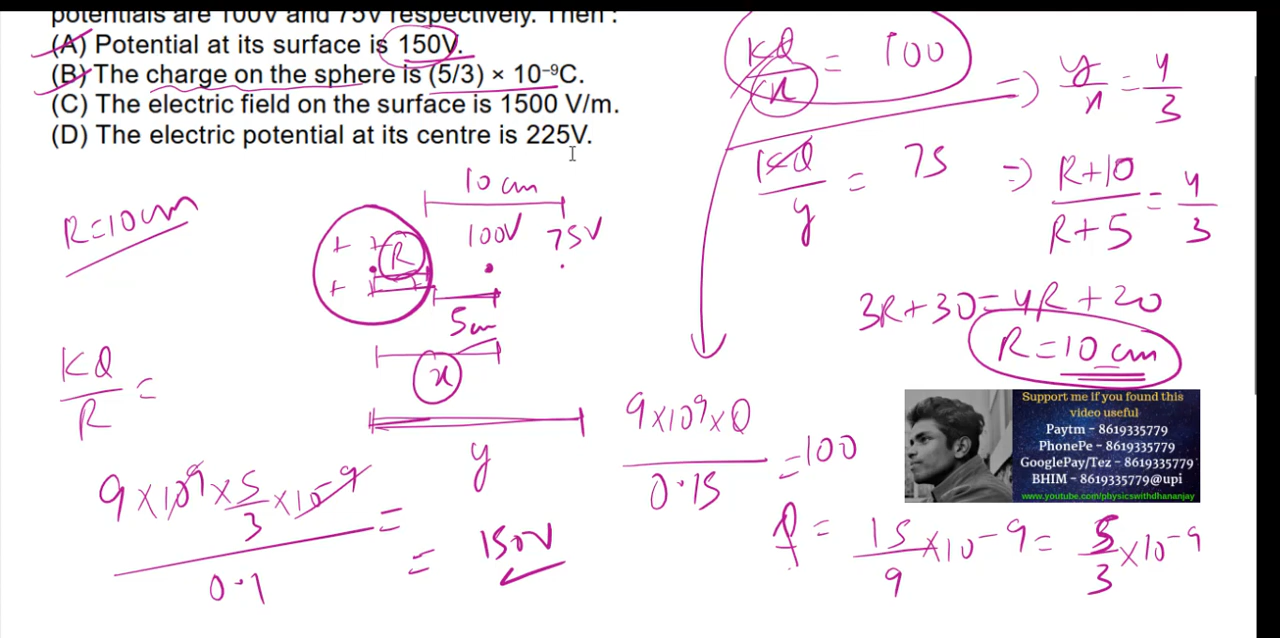 potentials are 100V and 75V respectively. Then :
(A) Potential at its surface is 150V.
(B) The charge on the sphere is (5/3) × 10⁻⁹C.
(C) The electric field on the surface is 1500 V/m.
(D) The electric potential at its centre is 225V.
R=10cm
10 cm
100V 75V
+ +
R
+ +
5cm
x
y
KQ/R =
9×10⁹×5/3×10⁻⁹/0.1 =
= 150V
KQ/x = 100
KQ/y = 75
⇒ y/x = 4/3
⇒ R+10/R+5 = 4/3
3R+30=4R+20
R=10cm
9×10⁹×Q/0.15 =100
Q = 15/9 ×10⁻⁹ = 5/3 ×10⁻⁹
Support me if you found this
video useful
Paytm - 8619335779
PhonePe - 8619335779
GooglePay/Tez - 8619335779
BHIM - 8619335779@upi
www.youtube.com/physicswithdhananjay